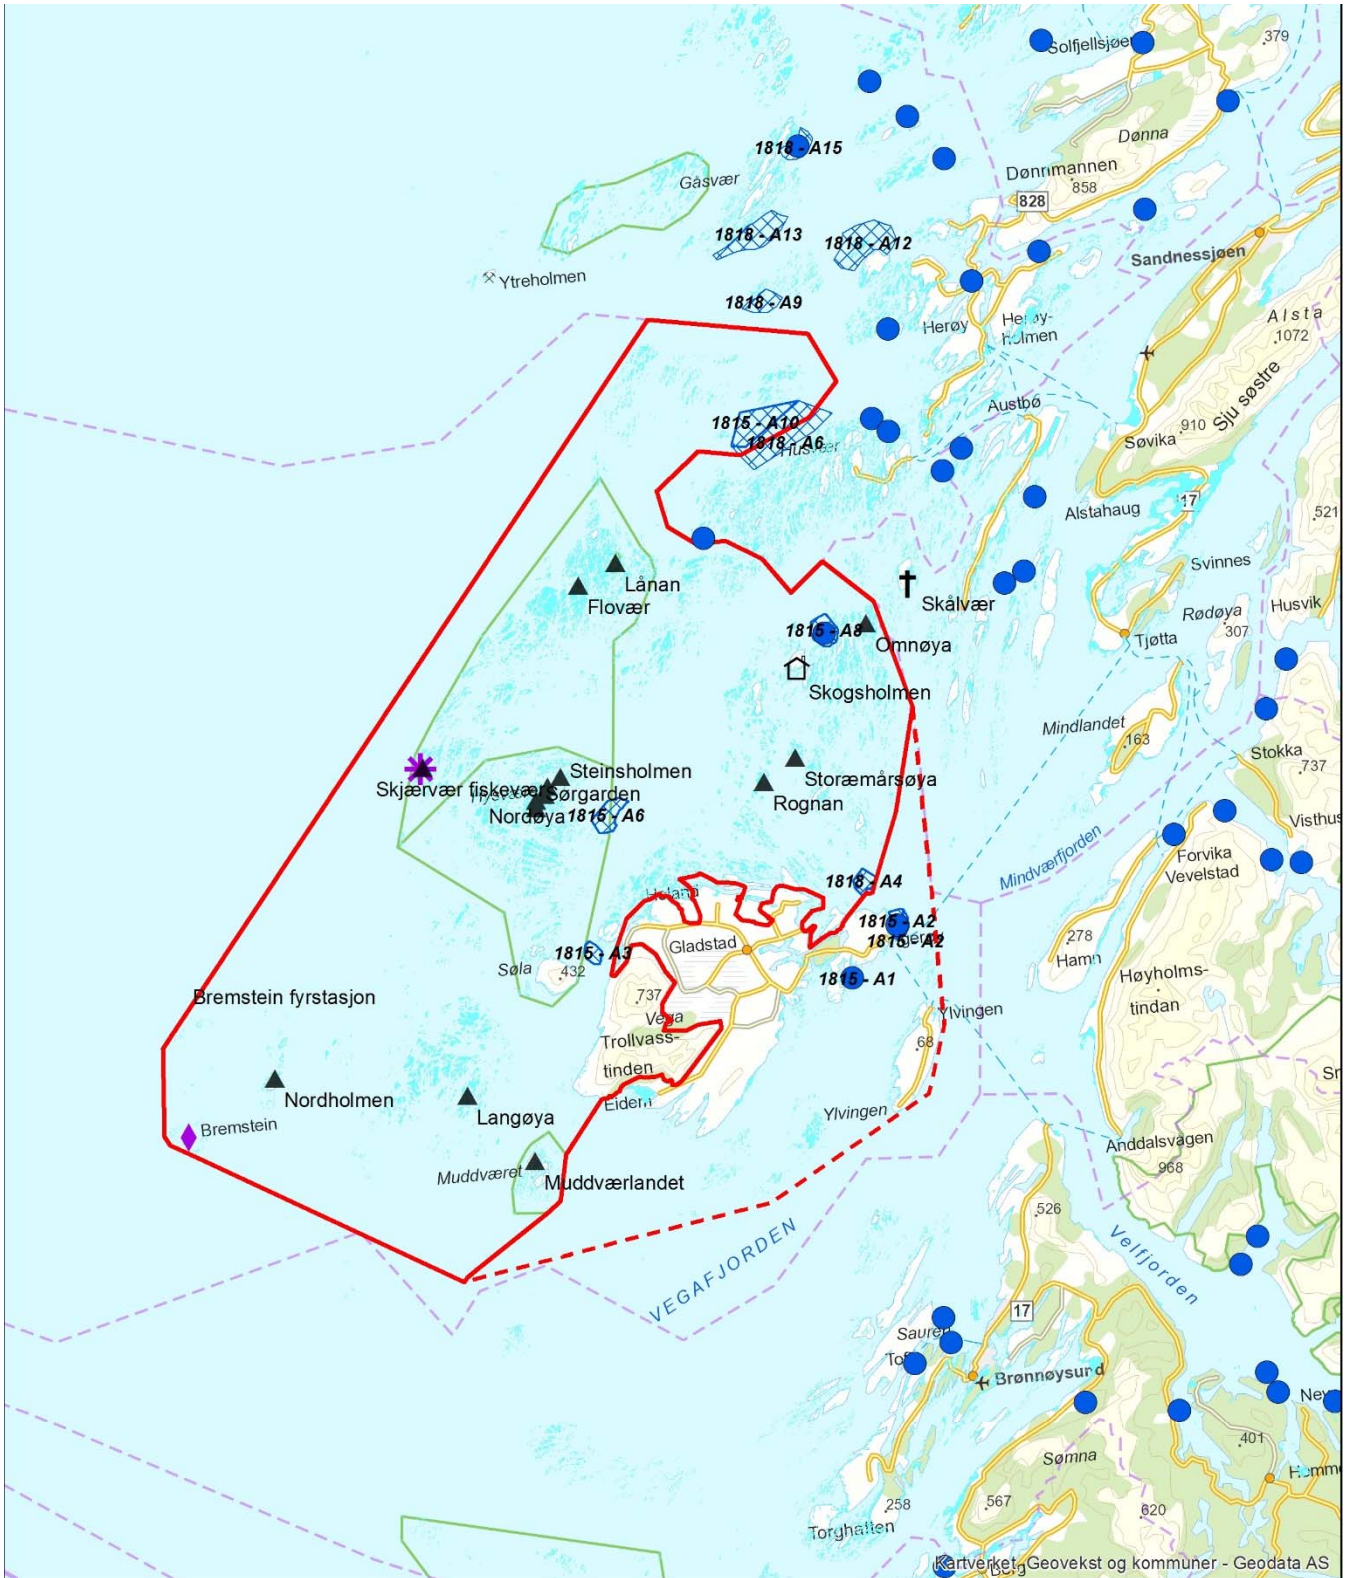 379
Solfjellsjøen
Dønna
1818 - A15
Dønnmannen
858
Gåsvær
828
1818 - A13
1818 - A12
Sandnessjøen
Ytreholmen
1818 - A9
Herøy
Herøy-
holmen
Alsta
1072
Sju søstre
Austbø
910
Søvika
1815 - A10
1818 - A6
Husvær
17
Alstahaug
521
Svinnes
Lånan
Flovær
Skålvær
Rødøya
Husvik
307
1815 - A8
Omnøya
Tjøtta
Skogsholmen
Mindlandet
163
Stokka
737
Steinsholmen
Storæmårsøya
Skjærvær fiskevær
Sørgarden
Rognan
Nordøya
1815 - A6
Visthus
Mindværfjorden
Forvika
Vevelstad
1818 - A4
1815 - A2
1815 - A2
Gladstad
278
Hamn
1815 - A3
Søla
432
1815 - A1
Høyholms-
tindan
Bremstein fyrstasjon
737
Vega
Ylvingen
Trollvass-
tinden
68
Nordholmen
Langøya
Eidem
Ylvingen
Bremstein
Anddalsvågen
968
Muddværet
Muddværlandet
526
VEGAFJORDEN
Velfjorden
17
Brønnøysund
401
Sømna
258
567
620
Torghatten
Berg
Kartverket, Geovekst og kommuner - Geodata AS